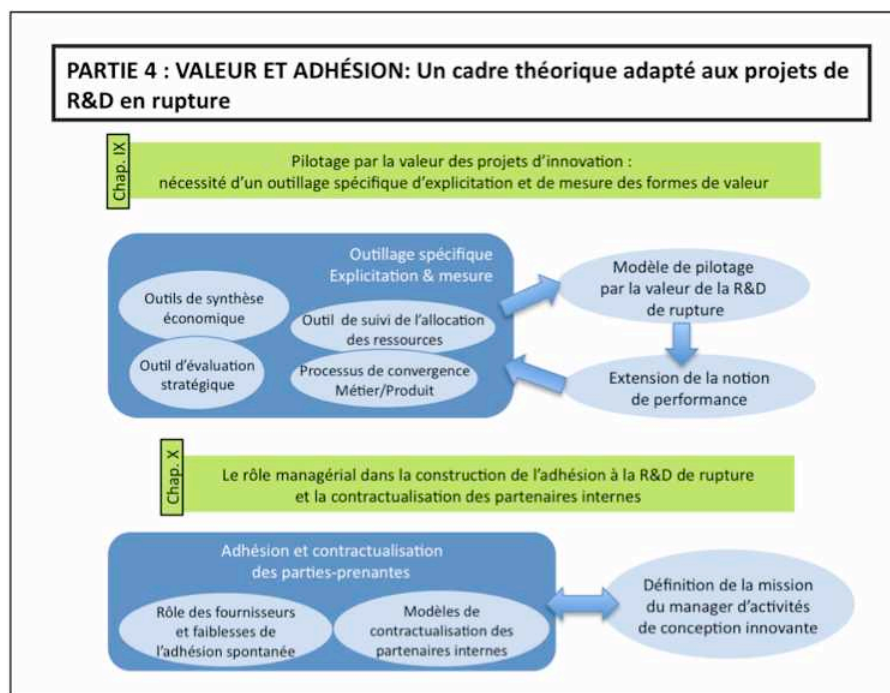 PARTIE 4 : VALEUR ET ADHÉSION: Un cadre théorique adapté aux projets de
R&D en rupture
Chap. IX
Pilotage par la valeur des projets d'innovation :
nécessité d'un outillage spécifique d'explicitation et de mesure des formes de valeur
Outillage spécifique
Explicitation & mesure
Outils de synthèse
économique
Outil de suivi de l'allocation
des ressources
Outil d'évaluation
stratégique
Processus de convergence
Métier/Produit
Modèle de pilotage
par la valeur de la R&D
de rupture
Extension de la notion
de performance
Chap. X
Le rôle managérial dans la construction de l'adhésion à la R&D de rupture
et la contractualisation des partenaires internes
Adhésion et contractualisation
des parties-prenantes
Rôle des fournisseurs
et faiblesses de
l'adhésion spontanée
Modèles de
contractualisation des
partenaires internes
Définition de la mission
du manager d'activités
de conception innovante